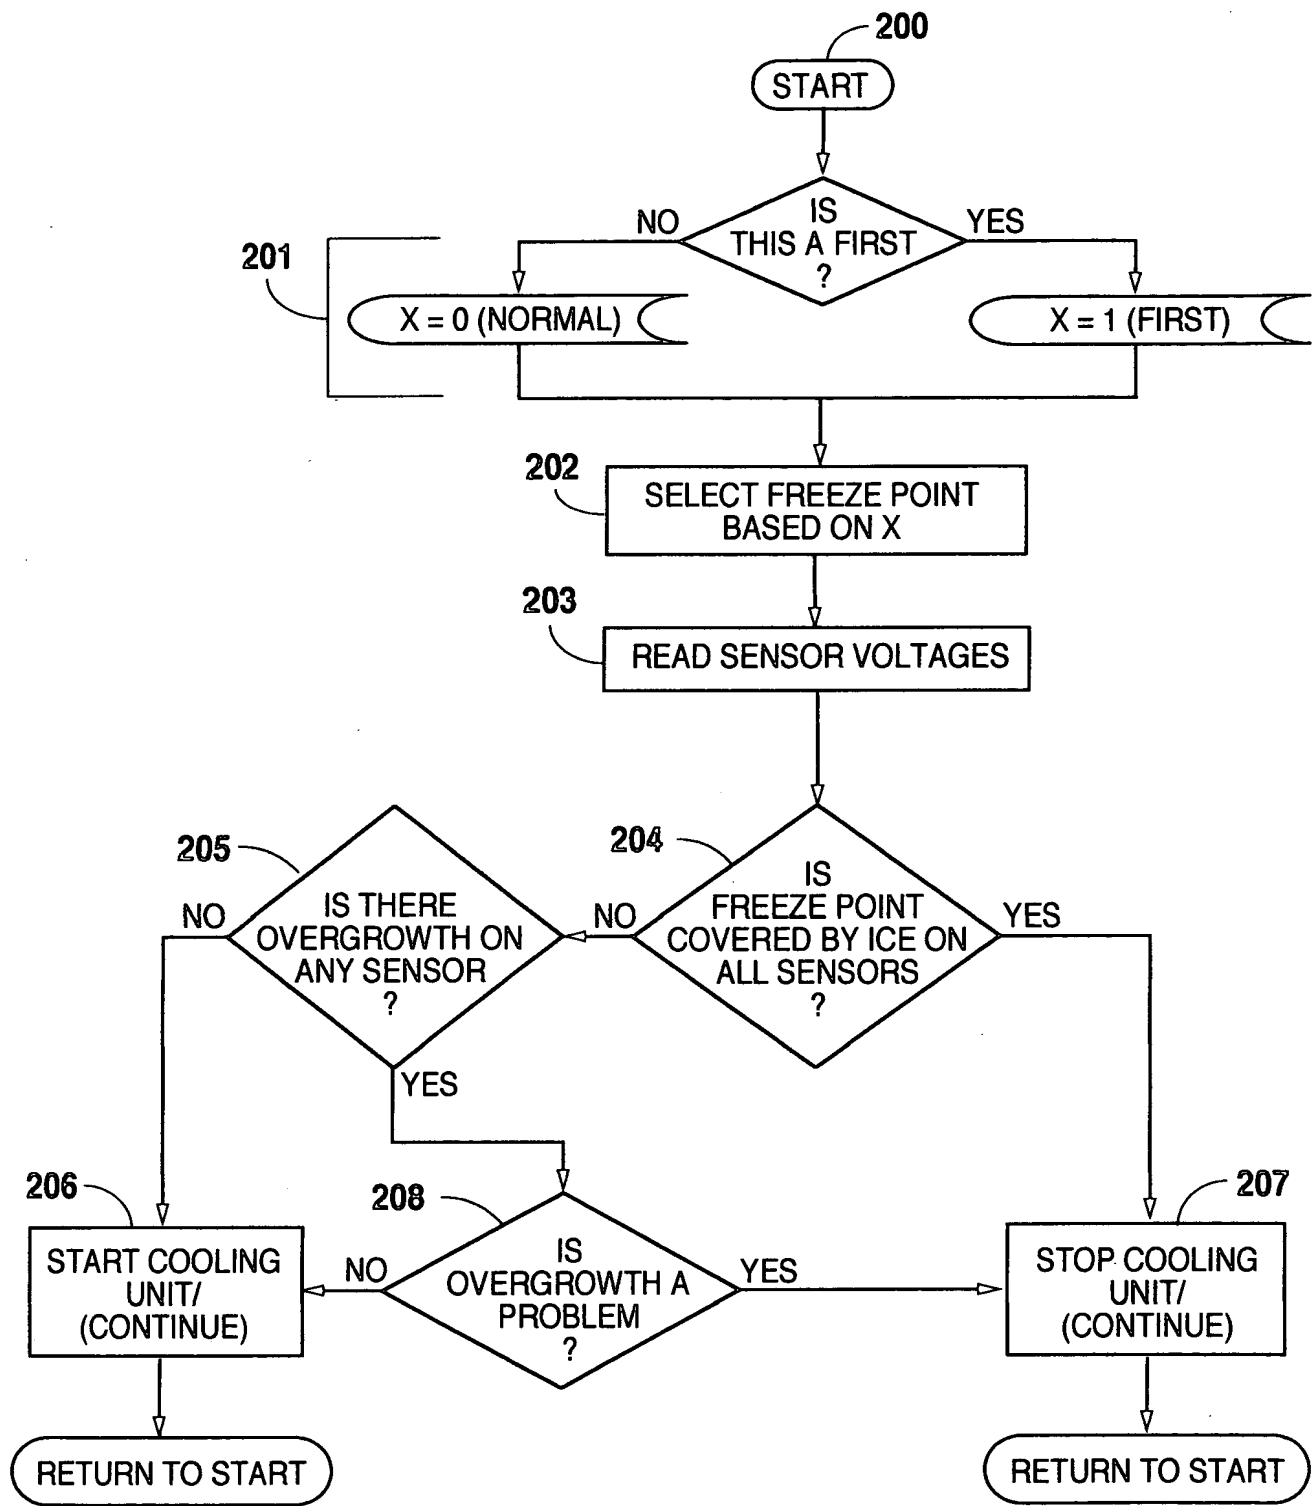 200
START
IS
THIS A FIRST
?
NO
YES
201
X = 0 (NORMAL)
X = 1 (FIRST)
202
SELECT FREEZE POINT
BASED ON X
203
READ SENSOR VOLTAGES
204
IS
FREEZE POINT
COVERED BY ICE ON
ALL SENSORS
?
NO
YES
205
IS THERE
OVERGROWTH ON
ANY SENSOR
?
NO
YES
206
START COOLING
UNIT/
(CONTINUE)
208
IS
OVERGROWTH A
PROBLEM
?
NO
YES
207
STOP COOLING
UNIT/
(CONTINUE)
RETURN TO START
RETURN TO START